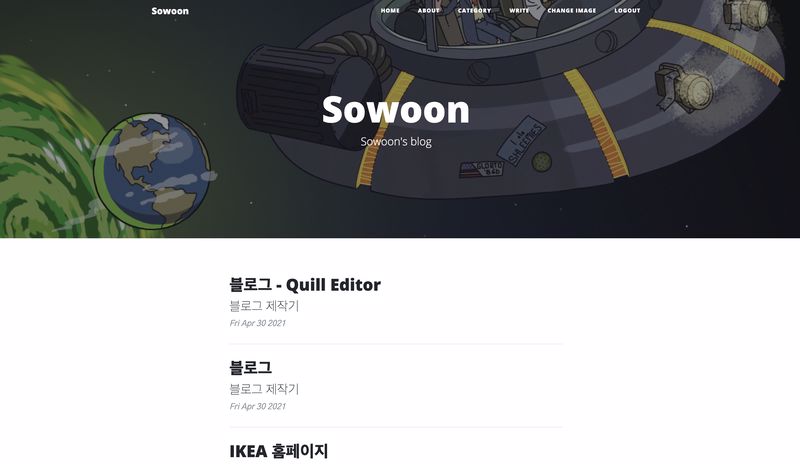 Sowoon
HOME ABOUT CATEGORY WRITE CHANGE IMAGE LOGOUT
Sowoon
Sowoon's blog
I ♥ SHLEEMIES
GLORTO
블로그 - Quill Editor
블로그 제작기
Fri Apr 30 2021
블로그
블로그 제작기
Fri Apr 30 2021
IKEA 홈페이지